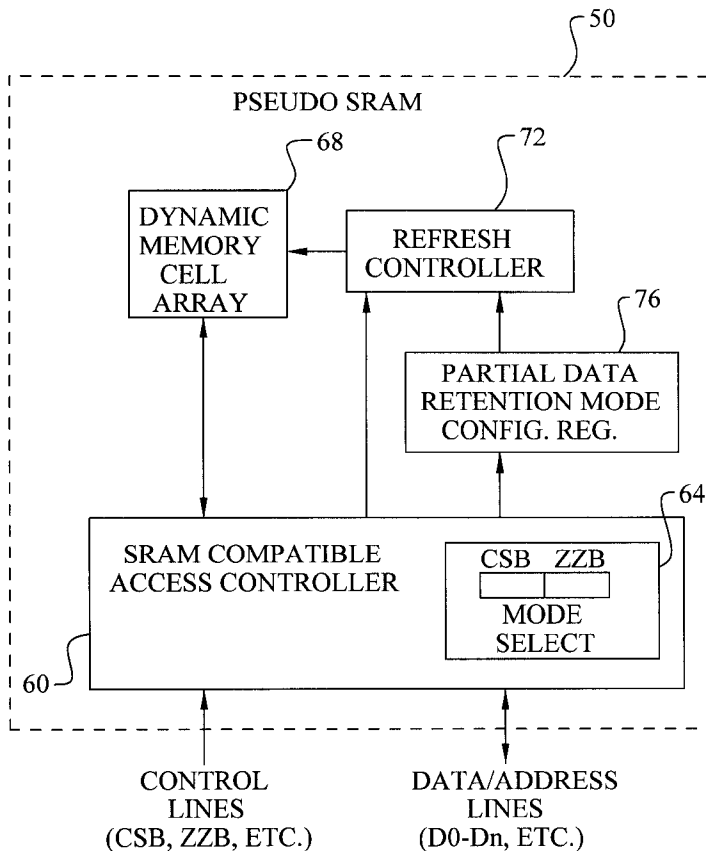 50
PSEUDO SRAM
68
72
DYNAMIC
MEMORY
CELL
ARRAY
REFRESH
CONTROLLER
76
PARTIAL DATA
RETENTION MODE
CONFIG. REG.
64
SRAM COMPATIBLE
ACCESS CONTROLLER
CSB ZZB
MODE
SELECT
60
CONTROL
LINES
(CSB, ZZB, ETC.)
DATA/ADDRESS
LINES
(D0-Dn, ETC.)